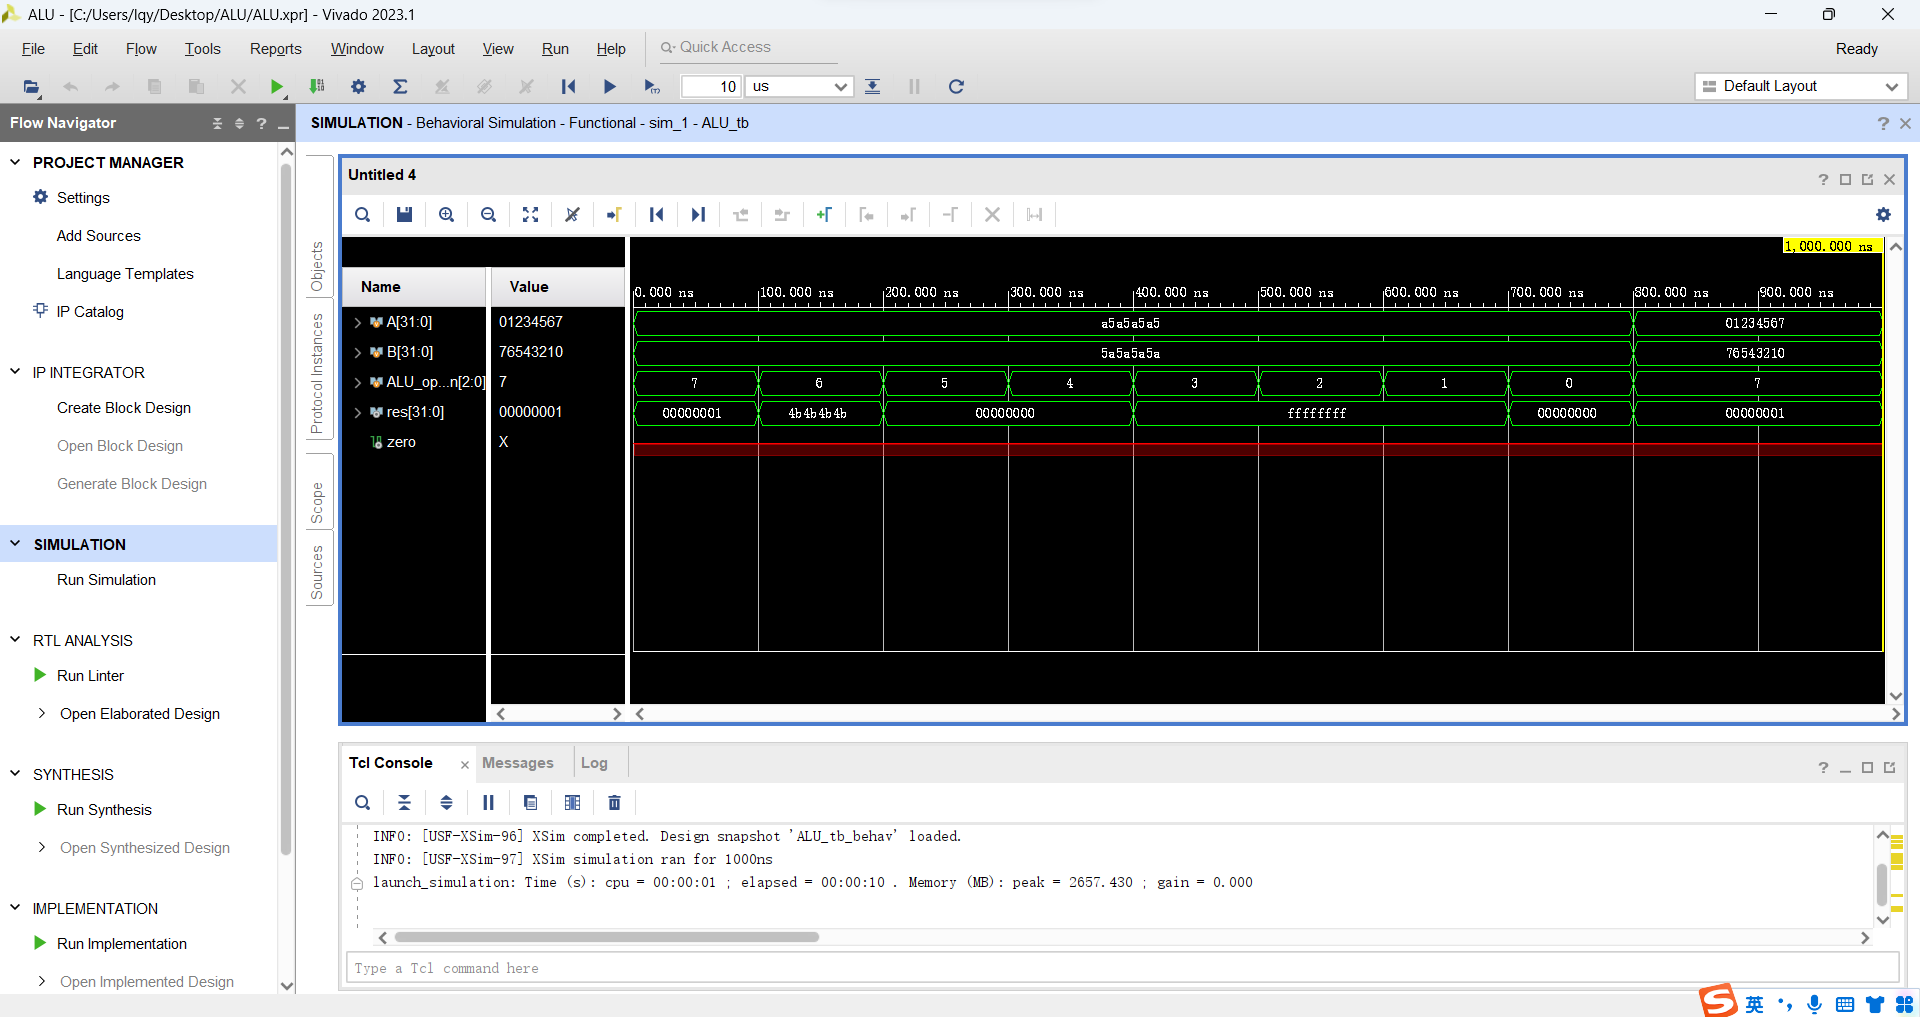 ALU - [C:/Users/lqy/Desktop/ALU/ALU.xpr] - Vivado 2023.1
File Edit Flow Tools Reports Window Layout View Run Help Quick Access Ready
10 us Default Layout
Flow Navigator
SIMULATION - Behavioral Simulation - Functional - sim_1 - ALU_tb
PROJECT MANAGER
Settings
Add Sources
Language Templates
IP Catalog
IP INTEGRATOR
Create Block Design
Open Block Design
Generate Block Design
SIMULATION
Run Simulation
RTL ANALYSIS
Run Linter
Open Elaborated Design
SYNTHESIS
Run Synthesis
Open Synthesized Design
IMPLEMENTATION
Run Implementation
Open Implemented Design
Objects
Protocol Instances
Scope
Sources
Untitled 4
1,000.000 ns
Name Value
0.000 ns 100.000 ns 200.000 ns 300.000 ns 400.000 ns 500.000 ns 600.000 ns 700.000 ns 800.000 ns 900.000 ns
A[31:0] 01234567 a5a5a5a5 01234567
B[31:0] 76543210 5a5a5a5a 76543210
ALU_op...n[2:0] 7 7 6 5 4 3 2 1 0 7
res[31:0] 00000001 00000001 4b4b4b4b 00000000 ffffffff 00000000 00000001
zero X
Tcl Console Messages Log
INFO: [USF-XSim-96] XSim completed. Design snapshot 'ALU_tb_behav' loaded.
INFO: [USF-XSim-97] XSim simulation ran for 1000ns
launch_simulation: Time (s): cpu = 00:00:01 ; elapsed = 00:00:10 . Memory (MB): peak = 2657.430 ; gain = 0.000
Type a Tcl command here
英